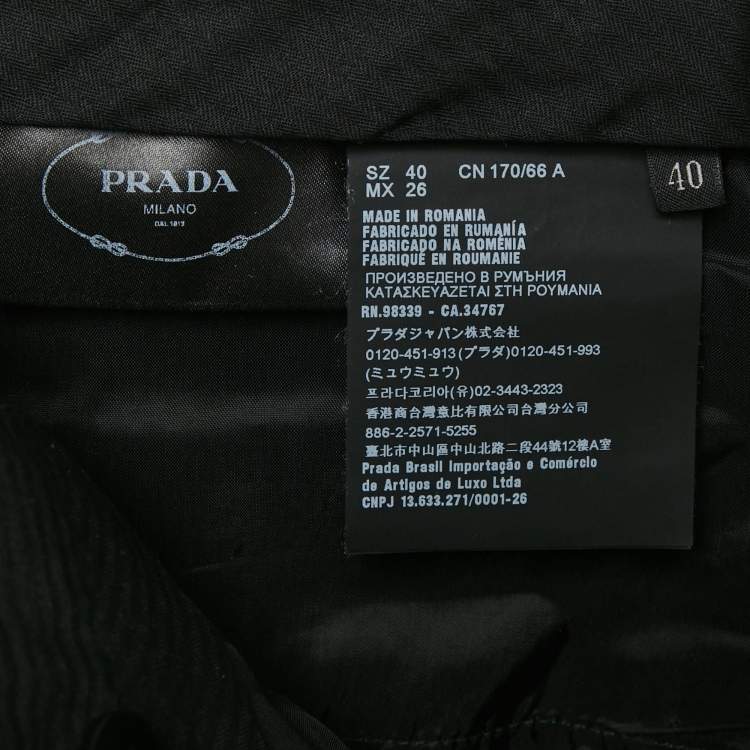 PRADA
MILANO
DAL 1913
SZ 40 CN 170/66 A
MX 26
40
MADE IN ROMANIA
FABRICADO EN RUMANÍA
FABRICADO NA ROMÊNIA
FABRIQUÉ EN ROUMANIE
ПРОИЗВЕДЕНО В РУМЪНИЯ
ΚΑΤΑΣΚΕΥΑΖΕΤΑΙ ΣΤΗ ΡΟΥΜΑΝΙΑ
RN.98339 - CA.34767
プラダジャパン株式会社
0120-451-913(プラダ)0120-451-993
(ミュウミュウ)
프라다코리아(유)02-3443-2323
香港商台灣意比有限公司台灣分公司
886-2-2571-5255
臺北市中山區中山北路二段44號12樓A室
Prada Brasil Importação e Comércio
de Artigos de Luxo Ltda
CNPJ 13.633.271/0001-26